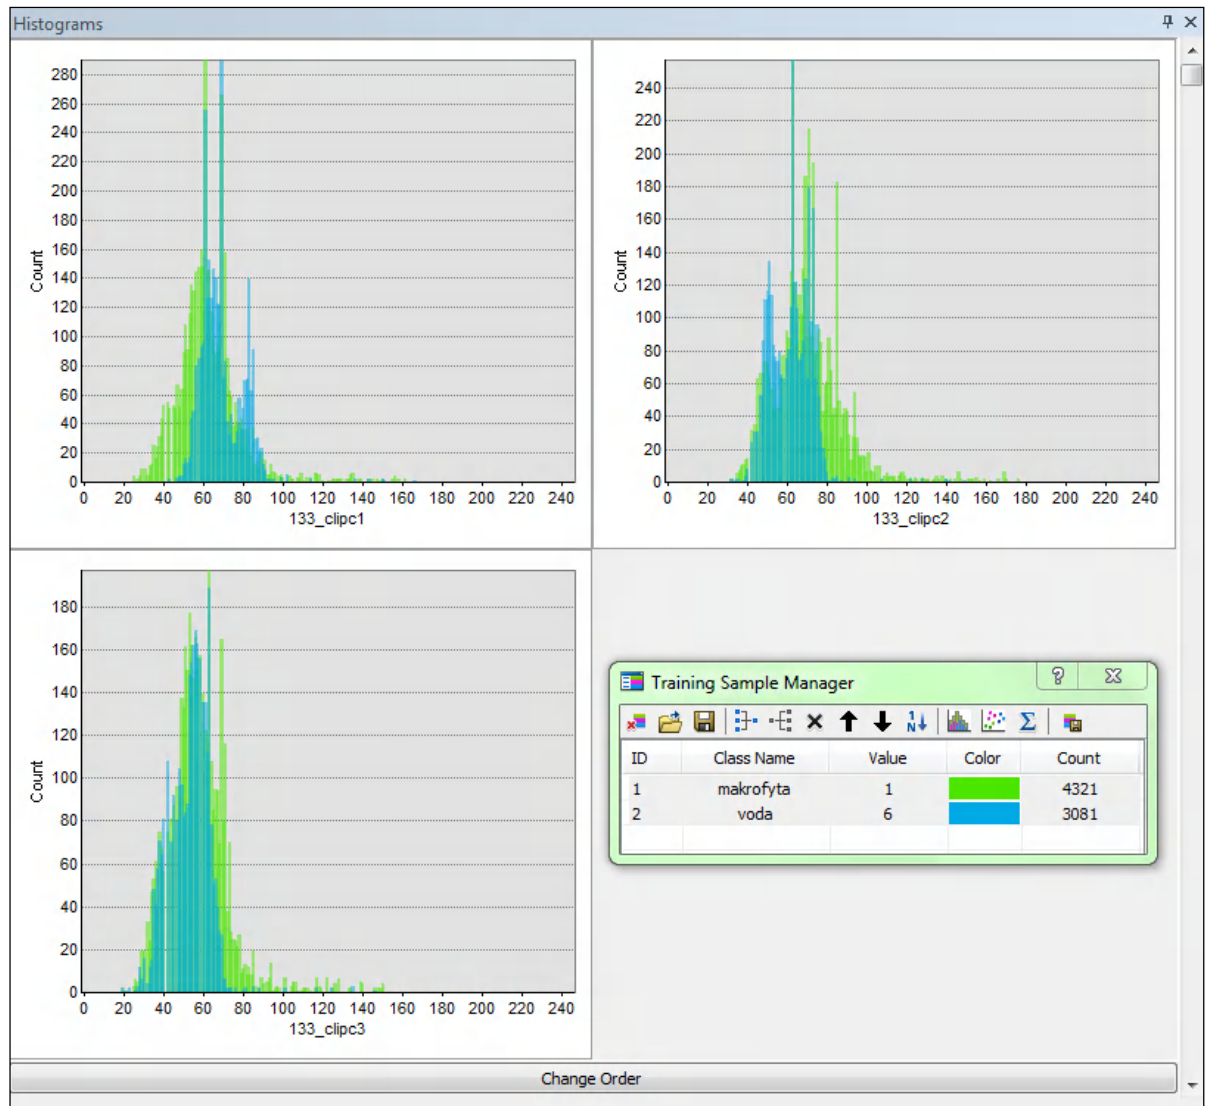 Histograms
280
260
240
220
200
180
160
140
120
100
80
60
40
20
0
Count
0 20 40 60 80 100 120 140 160 180 200 220 240
133_clipc1
240
220
200
180
160
140
120
100
80
60
40
20
0
Count
0 20 40 60 80 100 120 140 160 180 200 220 240
133_clipc2
180
160
140
120
100
80
60
40
20
0
Count
0 20 40 60 80 100 120 140 160 180 200 220 240
133_clipc3
Training Sample Manager
ID Class Name Value Color Count
1 makrofyta 1 4321
2 voda 6 3081
Change Order